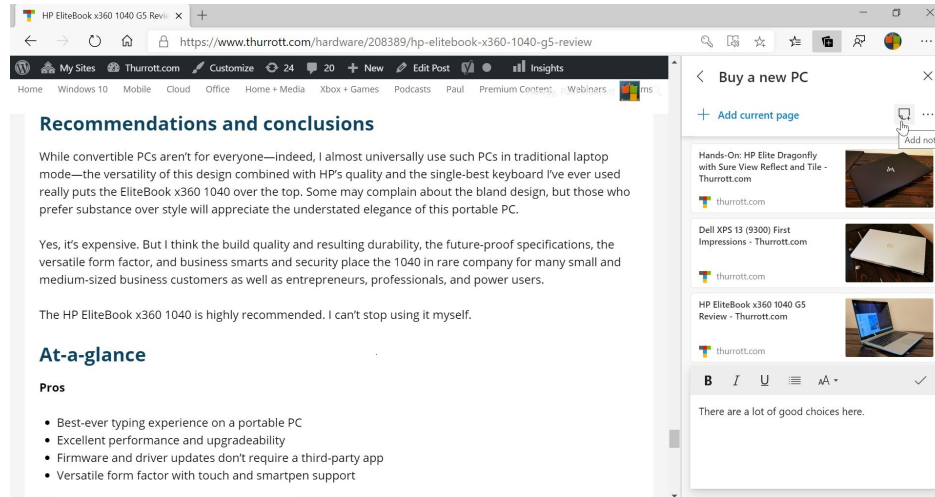 HP EliteBook x360 1040 G5 Revie
https://www.thurrott.com/hardware/208389/hp-elitebook-x360-1040-g5-review
My Sites Thurrott.com Customize 24 20 + New Edit Post Insights
Home Windows 10 Mobile Cloud Office Home + Media Xbox + Games Podcasts Paul Premium Content Webinars
Recommendations and conclusions
While convertible PCs aren't for everyone—indeed, I almost universally use such PCs in traditional laptop
mode—the versatility of this design combined with HP's quality and the single-best keyboard I've ever used
really puts the EliteBook x360 1040 over the top. Some may complain about the bland design, but those who
prefer substance over style will appreciate the understated elegance of this portable PC.
Yes, it's expensive. But I think the build quality and resulting durability, the future-proof specifications, the
versatile form factor, and business smarts and security place the 1040 in rare company for many small and
medium-sized business customers as well as entrepreneurs, professionals, and power users.
The HP EliteBook x360 1040 is highly recommended. I can't stop using it myself.
At-a-glance
Pros
• Best-ever typing experience on a portable PC
• Excellent performance and upgradeability
• Firmware and driver updates don't require a third-party app
• Versatile form factor with touch and smartpen support
Buy a new PC
+ Add current page
Add not
Hands-On: HP Elite Dragonfly
with Sure View Reflect and Tile -
Thurrott.com
thurrott.com
Dell XPS 13 (9300) First
Impressions - Thurrott.com
thurrott.com
HP EliteBook x360 1040 G5
Review - Thurrott.com
thurrott.com
B I U AA
There are a lot of good choices here.